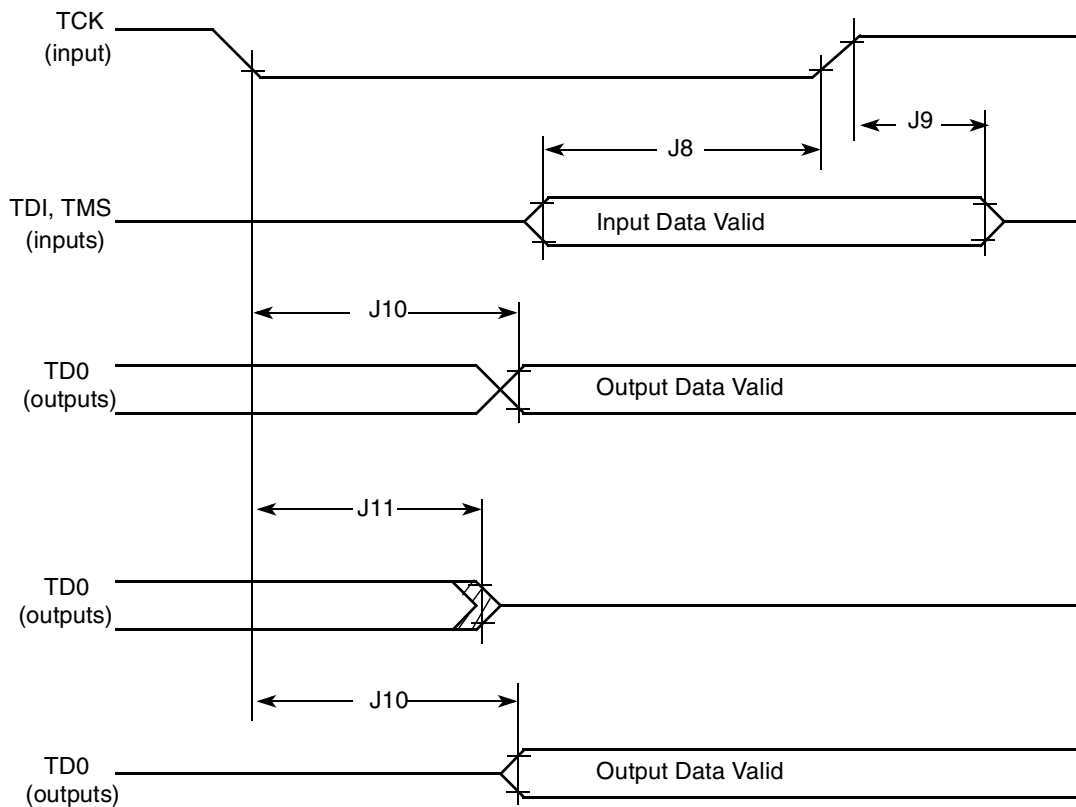 TCK
(input)
J9
J8
TDI, TMS
(inputs)
Input Data Valid
J10
TD0
(outputs)
Output Data Valid
J11
TD0
(outputs)
J10
TD0
(outputs)
Output Data Valid